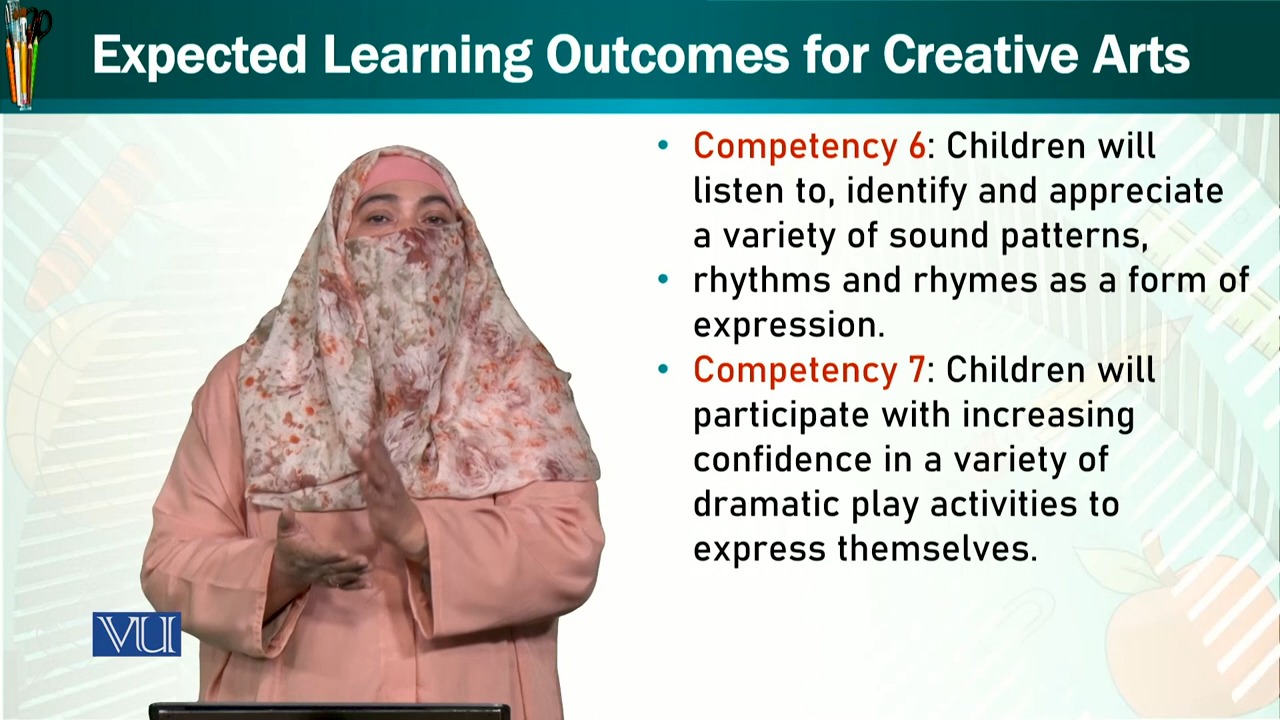 Expected Learning Outcomes for Creative Arts
• Competency 6: Children will
listen to, identify and appreciate
a variety of sound patterns,
• rhythms and rhymes as a form of
expression.
• Competency 7: Children will
participate with increasing
confidence in a variety of
dramatic play activities to
express themselves.
VU